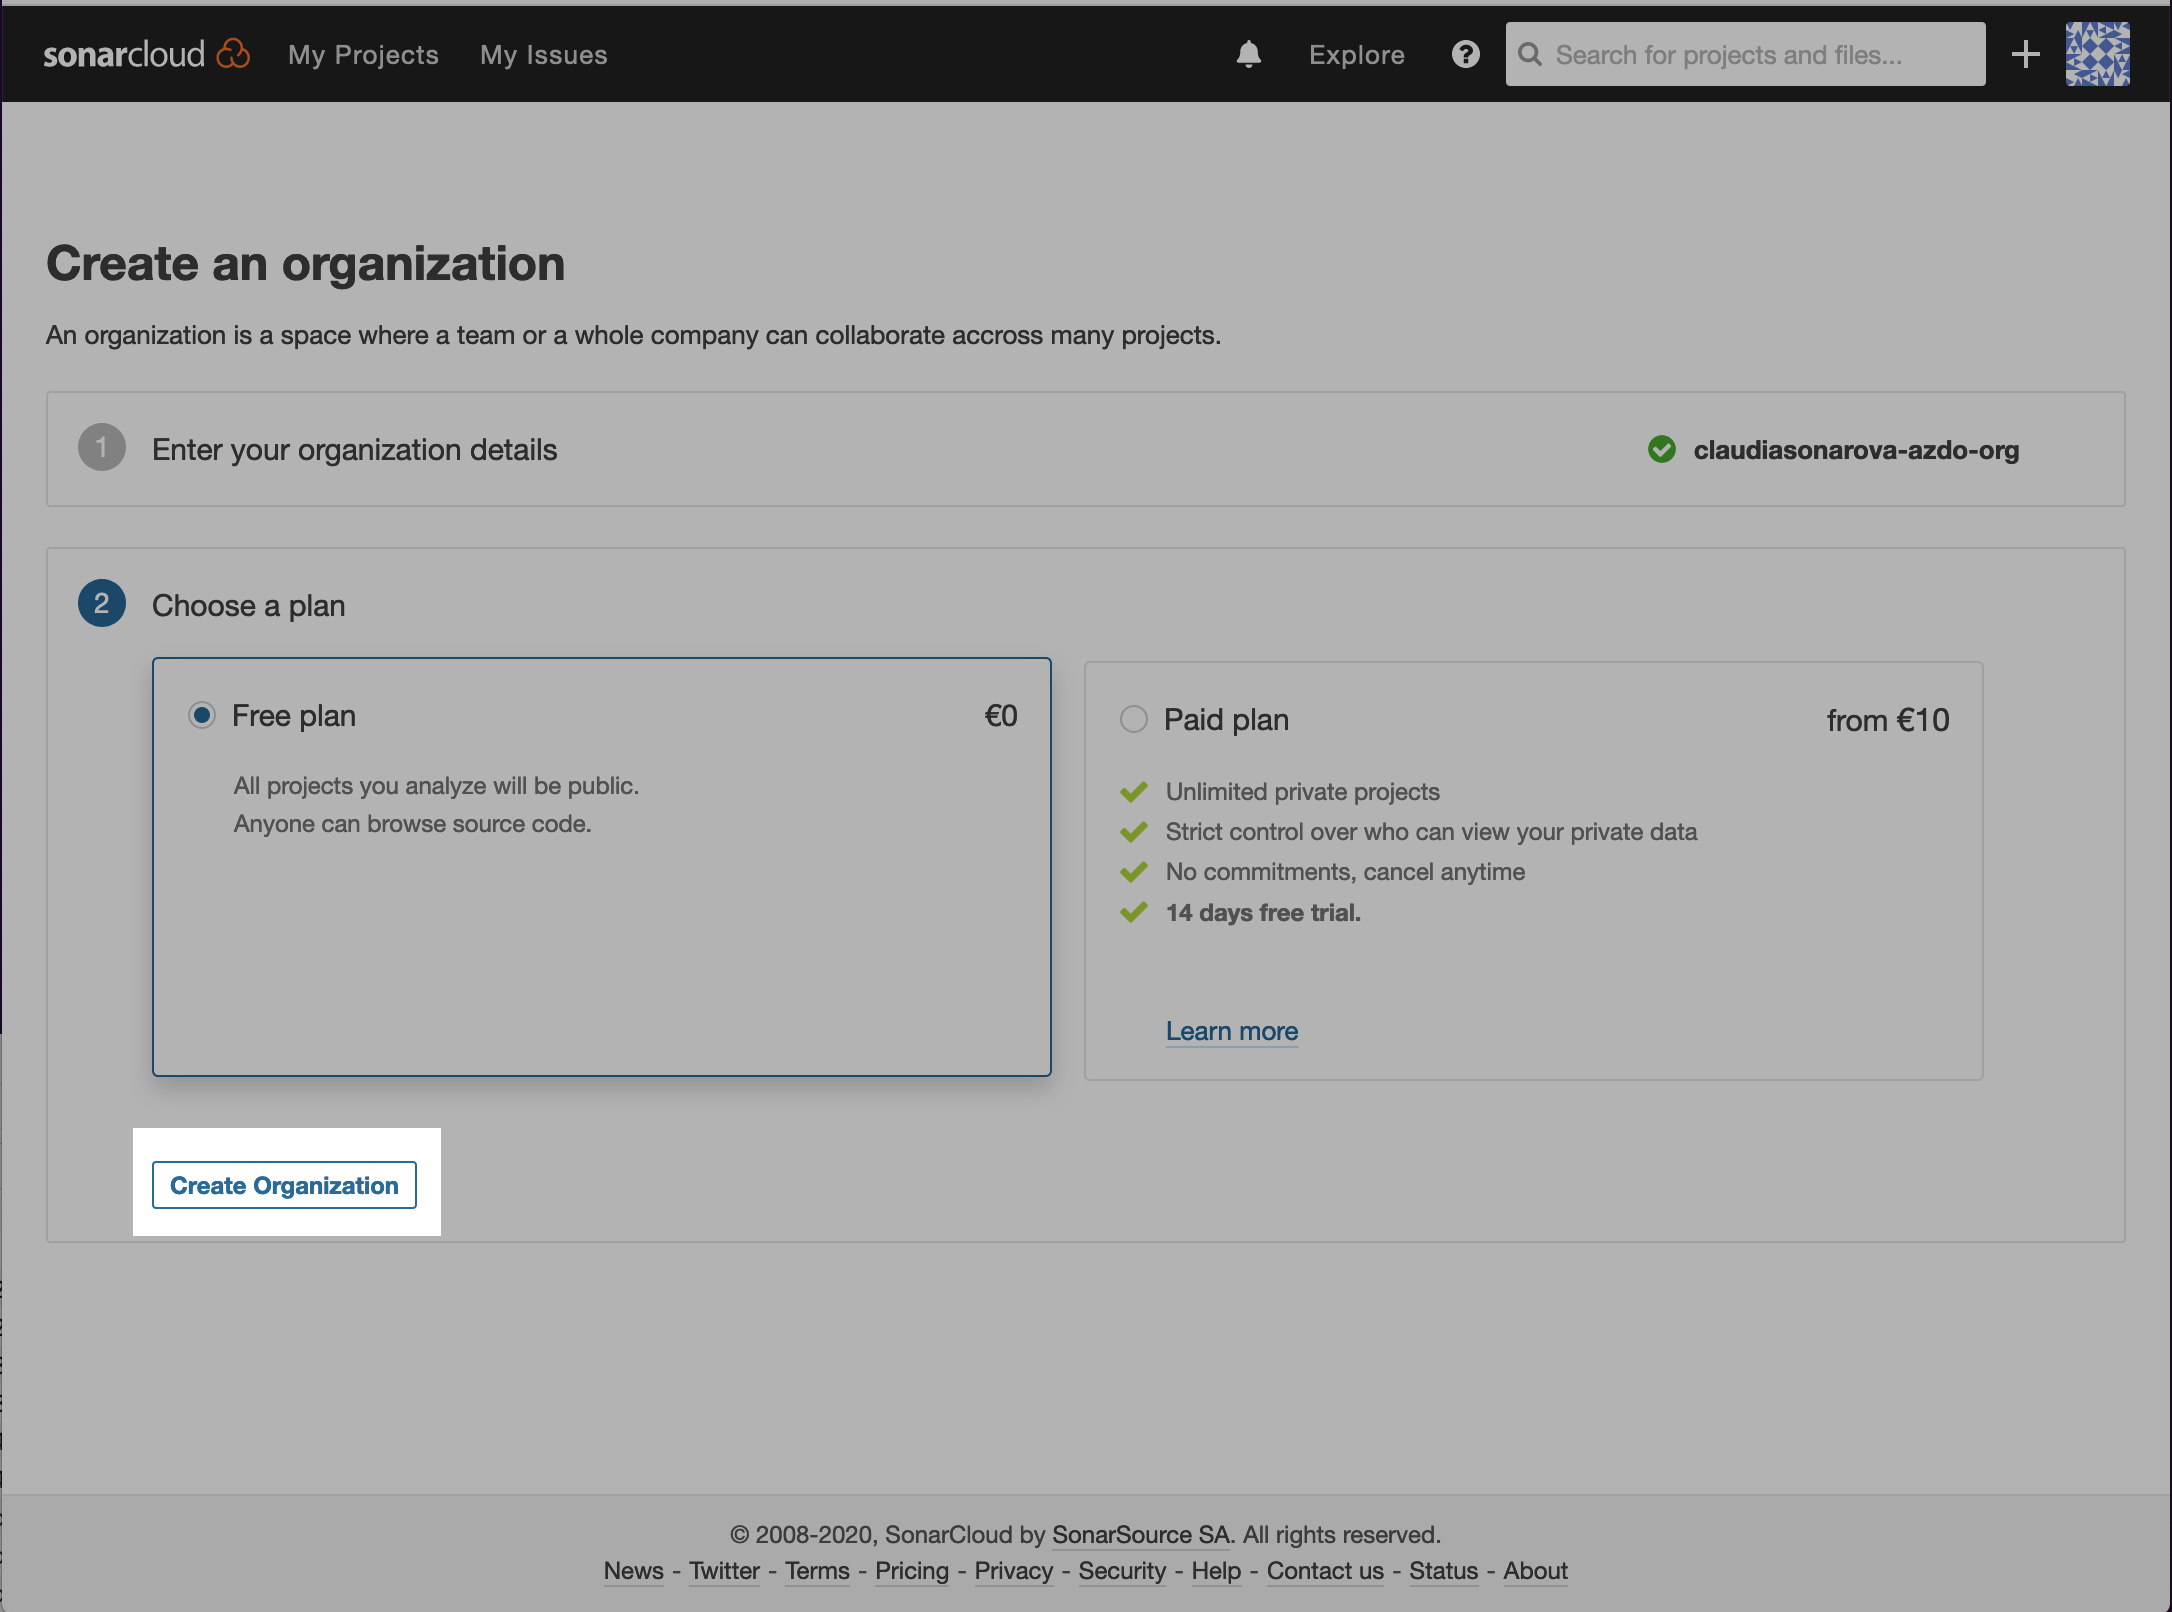 sonarcloud My Projects My Issues Explore ? Search for projects and files... +
Create an organization
An organization is a space where a team or a whole company can collaborate accross many projects.
1 Enter your organization details claudiasonarova-azdo-org
2 Choose a plan
Free plan €0
All projects you analyze will be public.
Anyone can browse source code.
Paid plan from €10
Unlimited private projects
Strict control over who can view your private data
No commitments, cancel anytime
14 days free trial.
Learn more
Create Organization
© 2008-2020, SonarCloud by SonarSource SA. All rights reserved.
News - Twitter - Terms - Pricing - Privacy - Security - Help - Contact us - Status - About